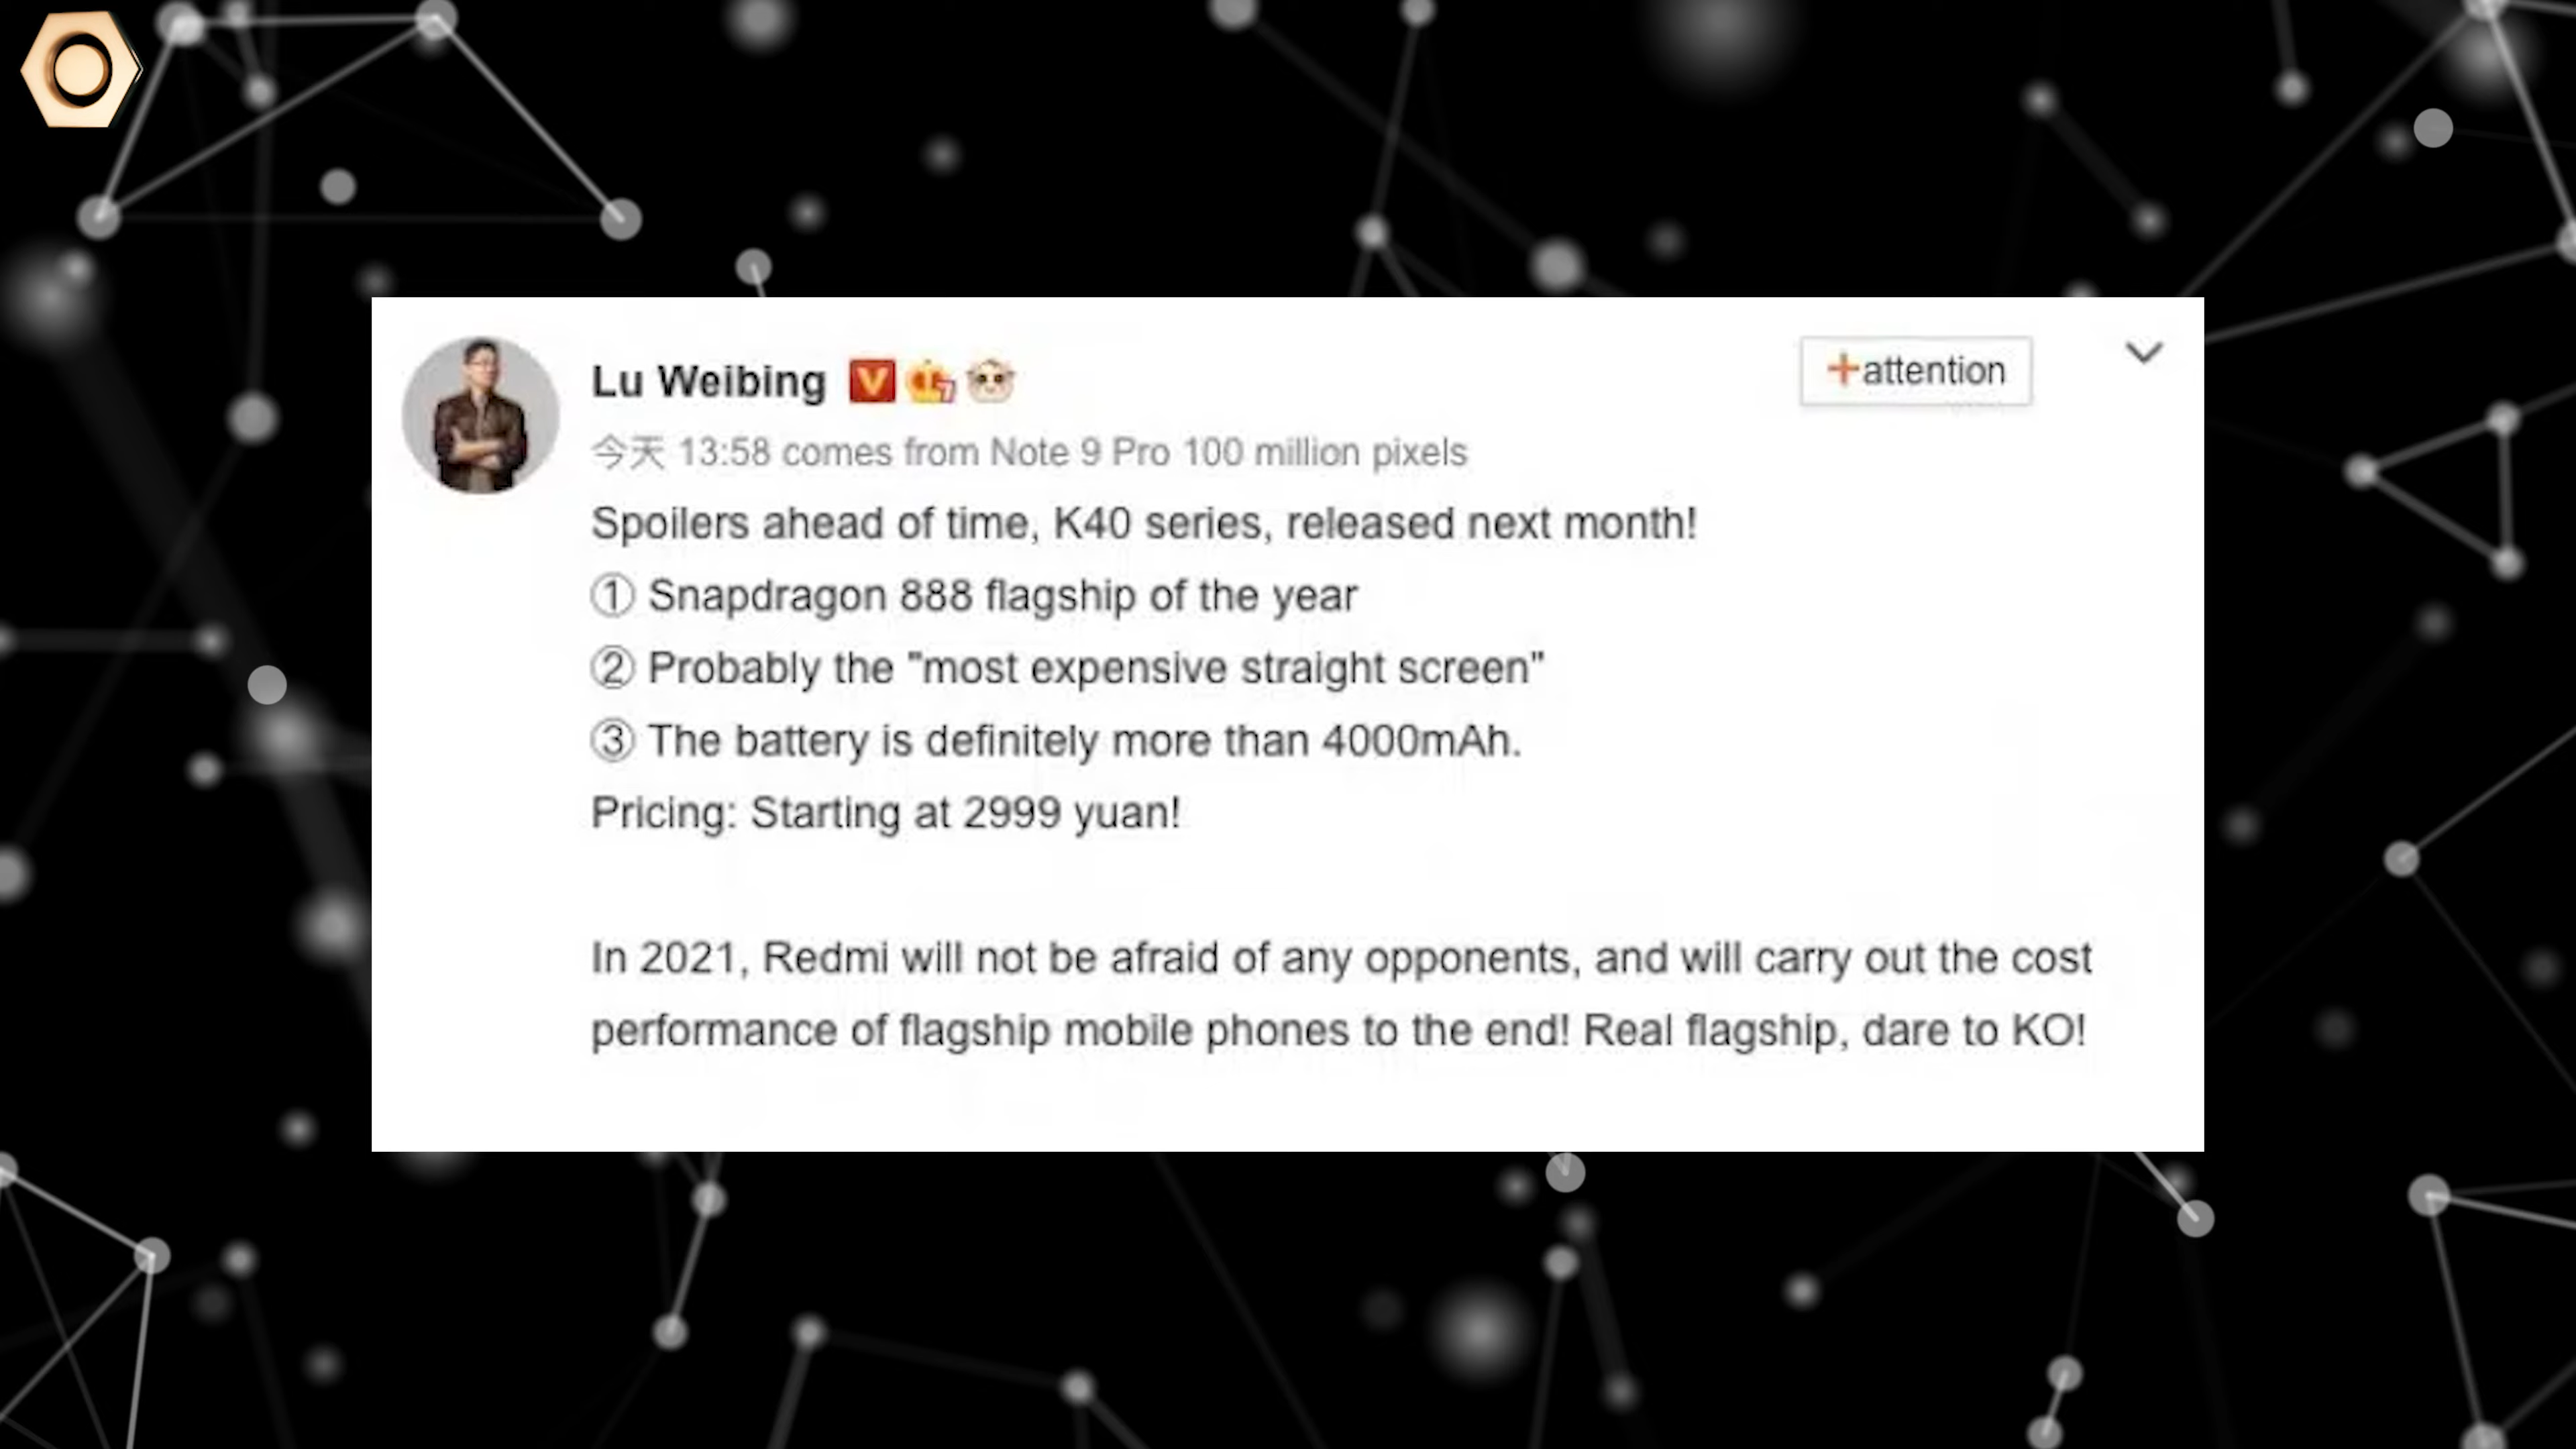 Lu Weibing
+attention
今天 13:58 comes from Note 9 Pro 100 million pixels
Spoilers ahead of time, K40 series, released next month!
① Snapdragon 888 flagship of the year
② Probably the "most expensive straight screen"
③ The battery is definitely more than 4000mAh.
Pricing: Starting at 2999 yuan!
In 2021, Redmi will not be afraid of any opponents, and will carry out the cost
performance of flagship mobile phones to the end! Real flagship, dare to KO!